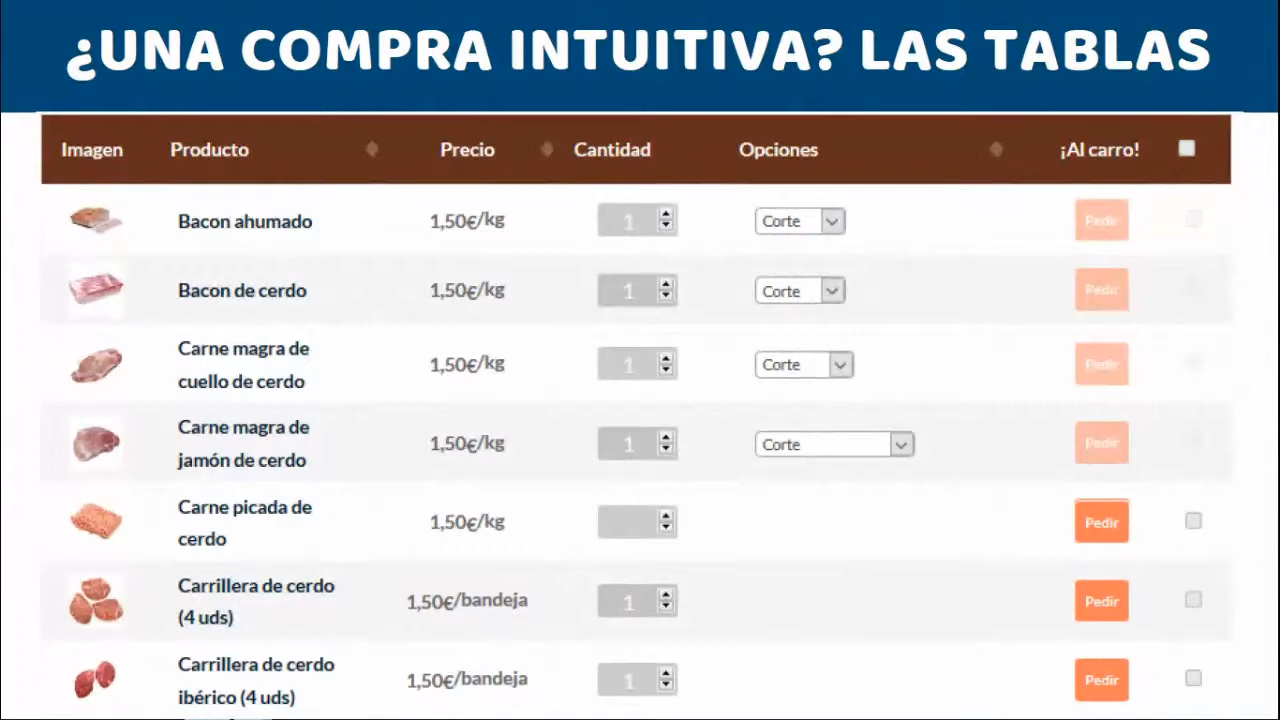 ¿UNA COMPRA INTUITIVA? LAS TABLAS
Imagen Producto Precio Cantidad Opciones ¡Al carro!
Bacon ahumado 1,50€/kg 1 Corte Pedir
Bacon de cerdo 1,50€/kg 1 Corte Pedir
Carne magra de
cuello de cerdo 1,50€/kg 1 Corte Pedir
Carne magra de
jamón de cerdo 1,50€/kg 1 Corte Pedir
Carne picada de
cerdo 1,50€/kg Pedir
Carrillera de cerdo
(4 uds) 1,50€/bandeja 1 Pedir
Carrillera de cerdo
ibérico (4 uds) 1,50€/bandeja 1 Pedir